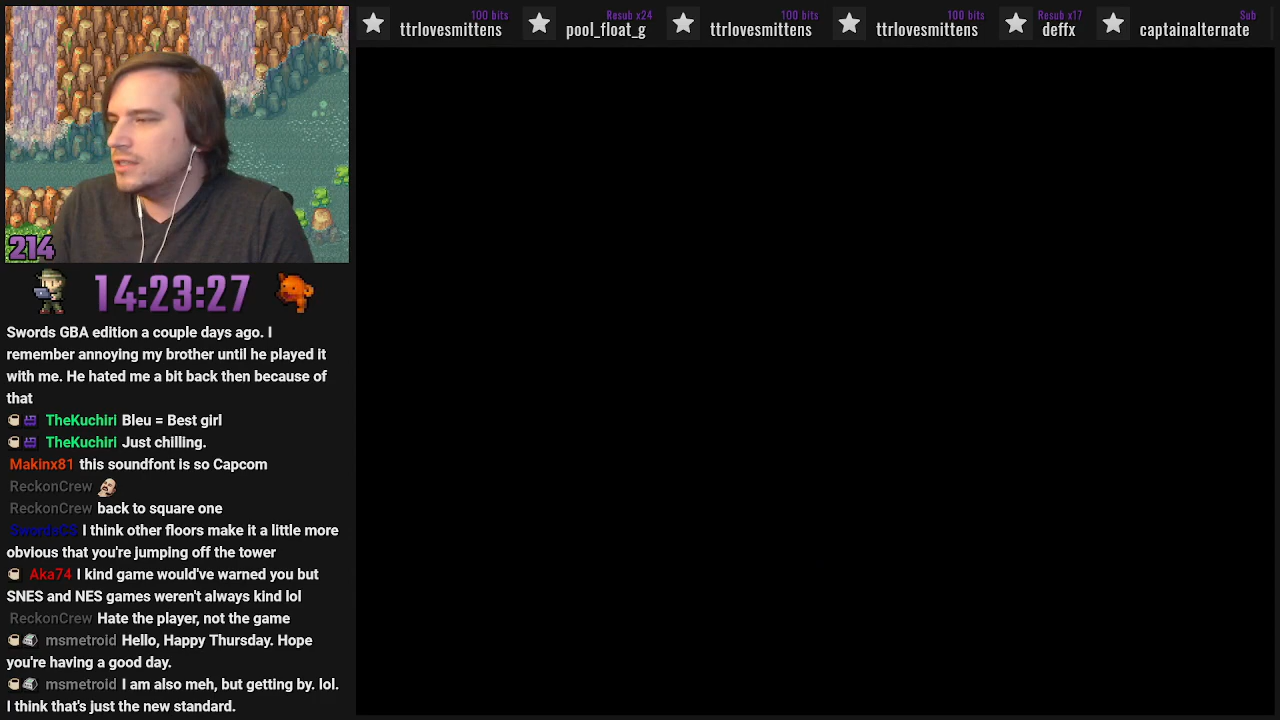 100 bits
ttrlovesmittens
Resub x24
pool_float_g
100 bits
ttrlovesmittens
100 bits
ttrlovesmittens
Resub x17
deffx
Sub
captainalternate
214
14:23:27
Swords GBA edition a couple days ago. I
remember annoying my brother until he played it
with me. He hated me a bit back then because of
that
TheKuchiri Bleu = Best girl
TheKuchiri Just chilling.
Makinx81 this soundfont is so Capcom
ReckonCrew
ReckonCrew back to square one
SwordaCS I think other floors make it a little more
obvious that you're jumping off the tower
Aka74 I kind game would've warned you but
SNES and NES games weren't always kind lol
ReckonCrew Hate the player, not the game
msmetroid Hello, Happy Thursday. Hope
you're having a good day.
msmetroid I am also meh, but getting by. lol.
I think that's just the new standard.